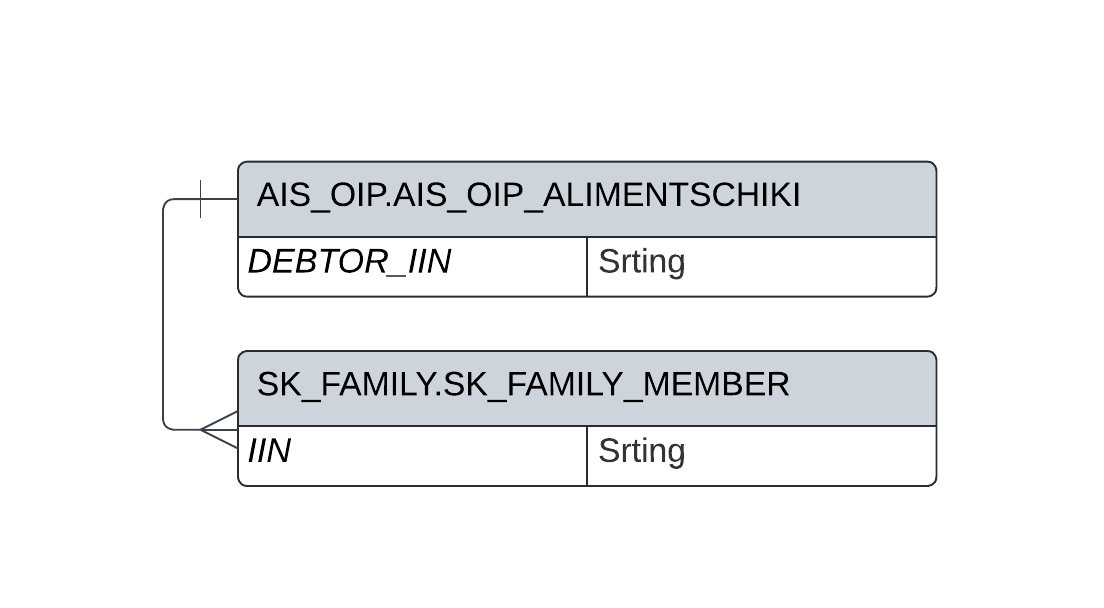 AIS_OIP.AIS_OIP_ALIMENTSCHIKI
DEBTOR_IIN Srting
SK_FAMILY.SK_FAMILY_MEMBER
IIN Srting